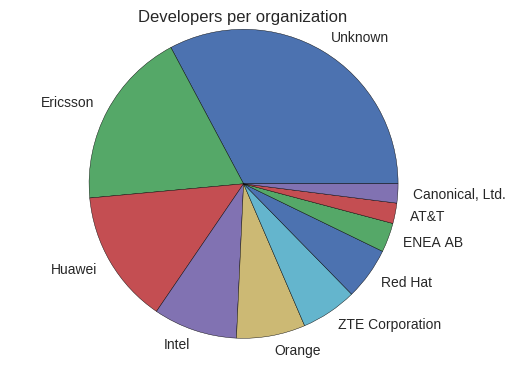 Developers per organization
Unknown
Ericsson
Huawei
Intel
Orange
ZTE Corporation
Red Hat
ENEA AB
AT&T
Canonical, Ltd.